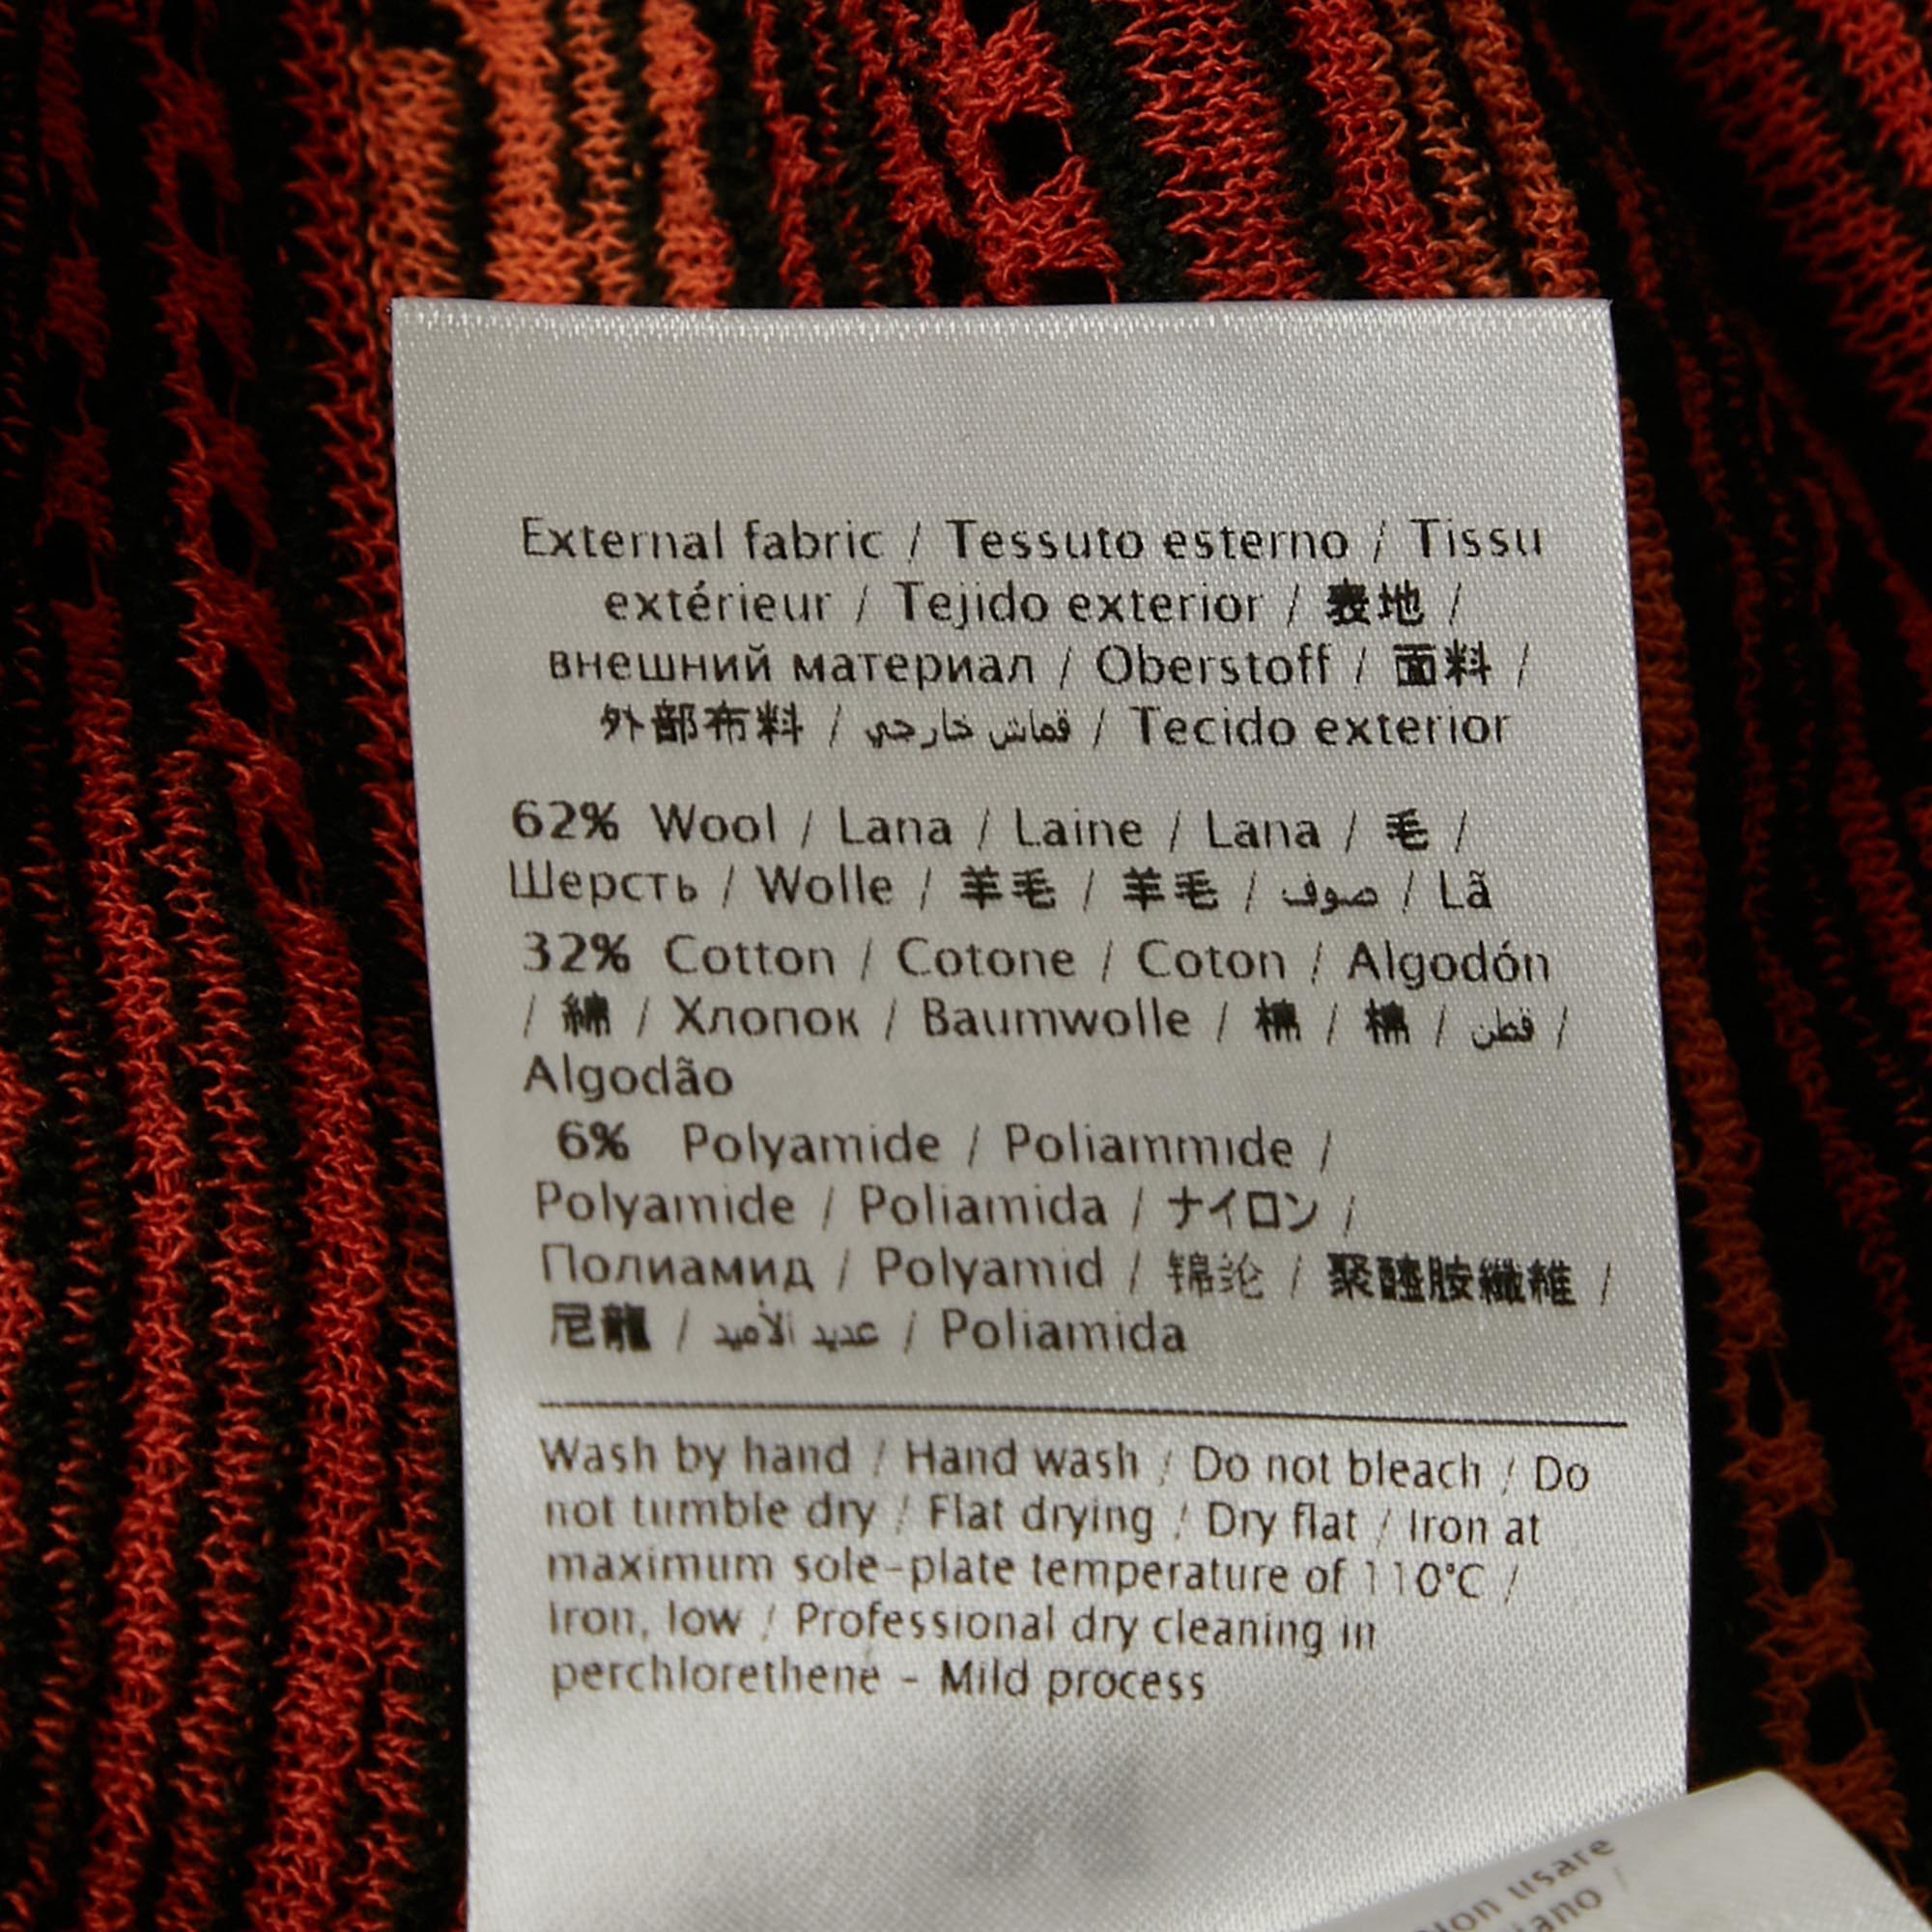 External fabric / Tessuto esterno / Tissu
extérieur / Tejido exterior / 表地 /
внешний материал / Oberstoff / 面料 /
外部布料 / قماش خارجي / Tecido exterior
62% Wool / Lana / Laine / Lana / 毛 /
Шерсть / Wolle / 羊毛 / 羊毛 / صوف / Lã
32% Cotton / Cotone / Coton / Algodón
/ 綿 / Хлопок / Baumwolle / 棉 / 棉 / قطن /
Algodão
6% Polyamide / Poliammide /
Polyamide / Poliamida / ナイロン /
Полиамид / Polyamid / 锦纶 / 聚醯胺纖維 /
尼龍 / عديد الأميد / Poliamida
Wash by hand / Hand wash / Do not bleach / Do
not tumble dry / Flat drying / Dry flat / Iron at
maximum sole-plate temperature of 110°C /
Iron, low / Professional dry cleaning in
perchlorethene - Mild process
Non usare